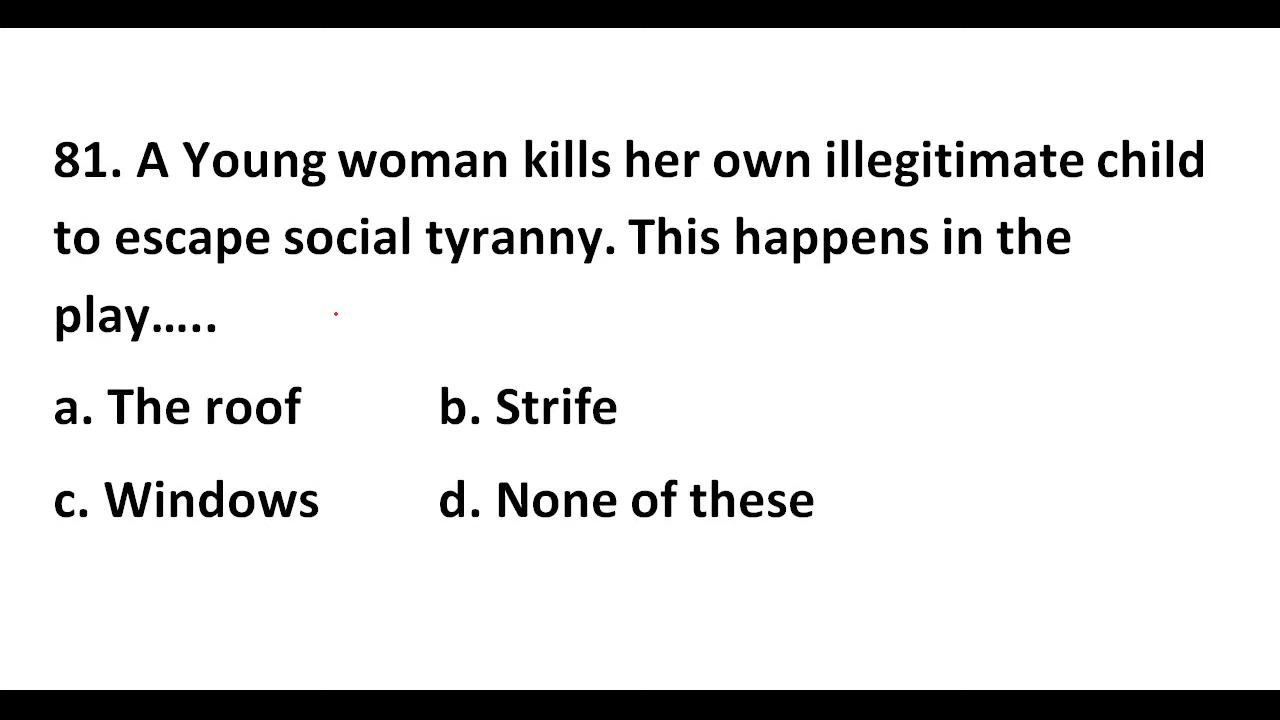 81. A Young woman kills her own illegitimate child
to escape social tyranny. This happens in the
play…..
a. The roof b. Strife
c. Windows d. None of these